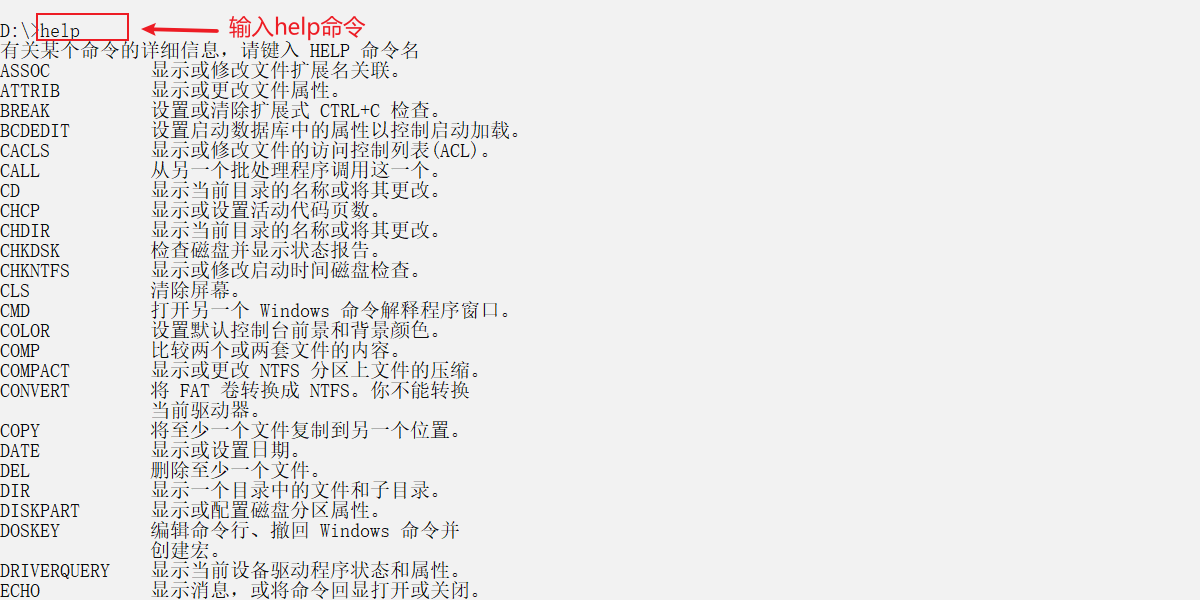 D:\>help 输入help命令
有关某个命令的详细信息，请键入 HELP 命令名
ASSOC 显示或修改文件扩展名关联。
ATTRIB 显示或更改文件属性。
BREAK 设置或清除扩展式 CTRL+C 检查。
BCDEDIT 设置启动数据库中的属性以控制启动加载。
CACLS 显示或修改文件的访问控制列表(ACL)。
CALL 从另一个批处理程序调用这一个。
CD 显示当前目录的名称或将其更改。
CHCP 显示或设置活动代码页数。
CHDIR 显示当前目录的名称或将其更改。
CHKDSK 检查磁盘并显示状态报告。
CHKNTFS 显示或修改启动时间磁盘检查。
CLS 清除屏幕。
CMD 打开另一个 Windows 命令解释程序窗口。
COLOR 设置默认控制台前景和背景颜色。
COMP 比较两个或两套文件的内容。
COMPACT 显示或更改 NTFS 分区上文件的压缩。
CONVERT 将 FAT 卷转换成 NTFS。你不能转换
当前驱动器。
COPY 将至少一个文件复制到另一个位置。
DATE 显示或设置日期。
DEL 删除至少一个文件。
DIR 显示一个目录中的文件和子目录。
DISKPART 显示或配置磁盘分区属性。
DOSKEY 编辑命令行、撤回 Windows 命令并
创建宏。
DRIVERQUERY 显示当前设备驱动程序状态和属性。
ECHO 显示消息，或将命令回显打开或关闭。